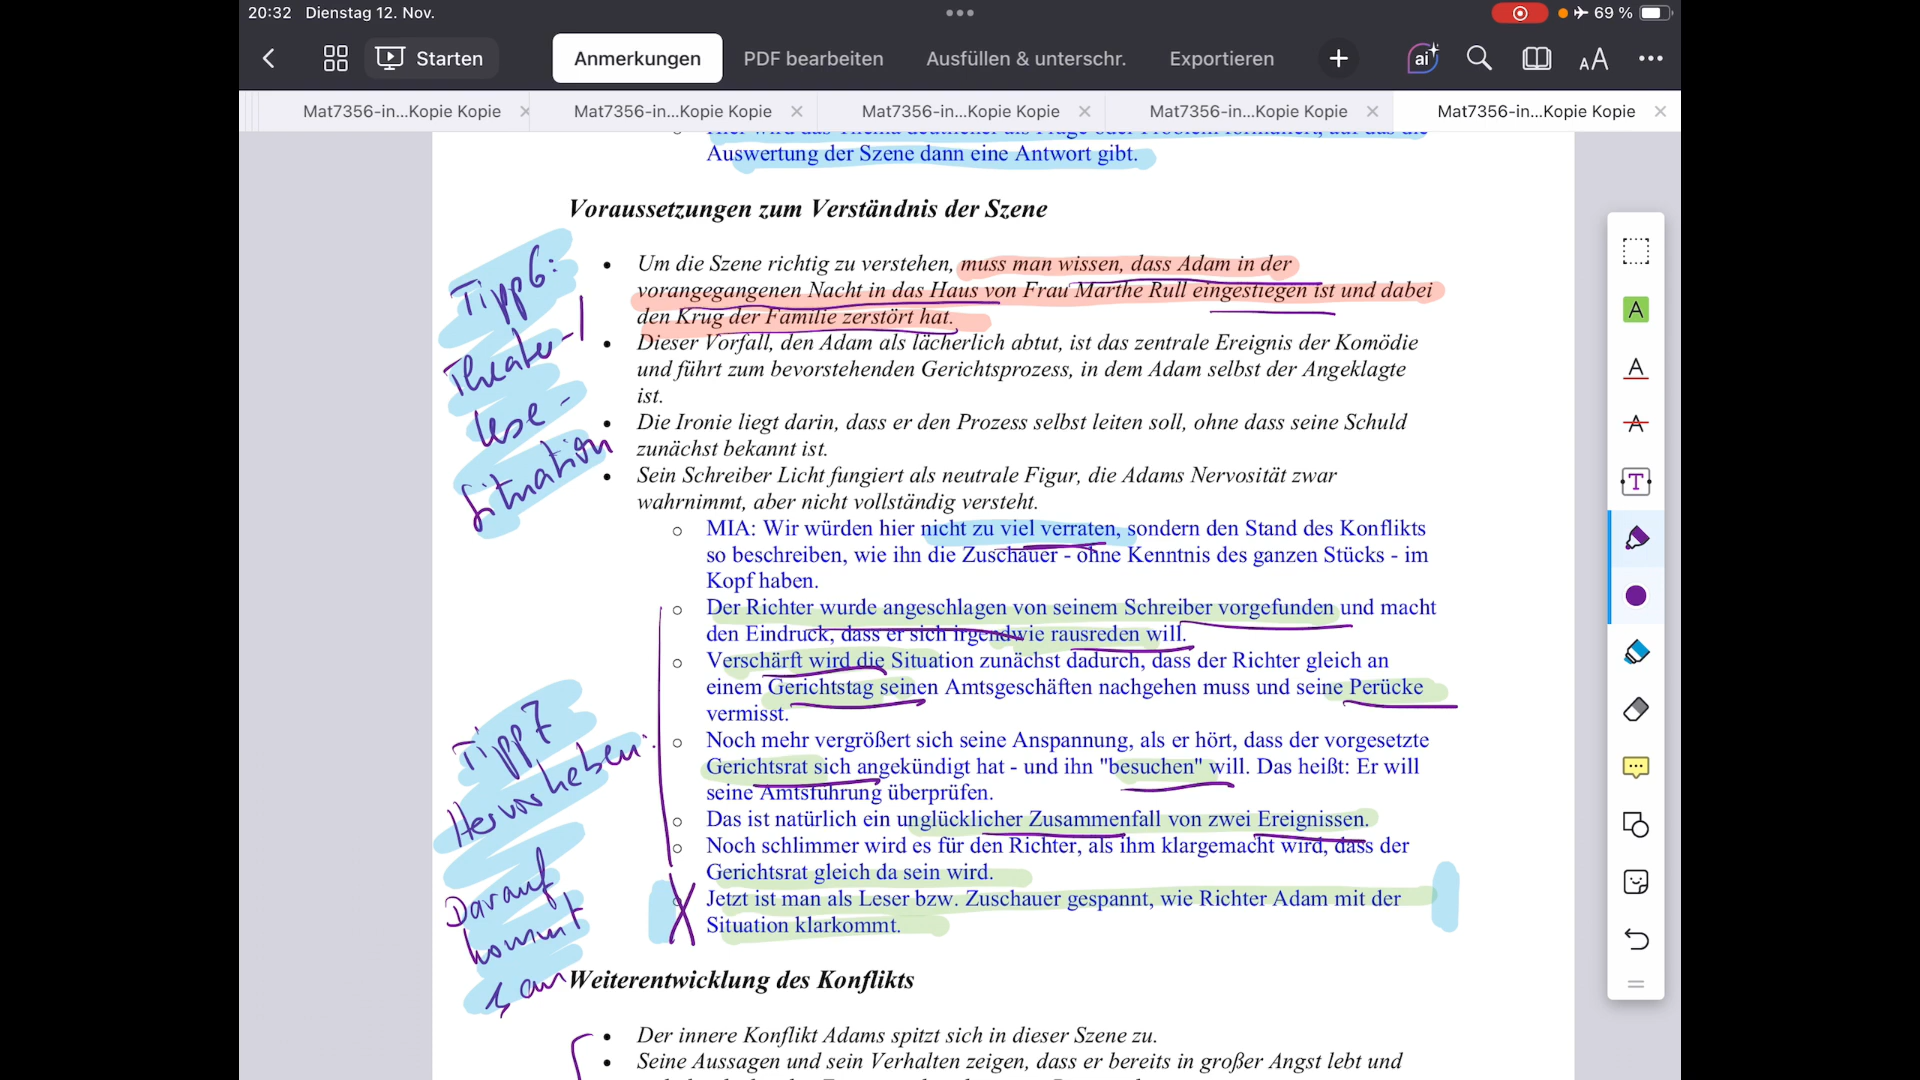 20:32 Dienstag 12. Nov.
69 %
Starten
Anmerkungen
PDF bearbeiten
Ausfüllen & unterschr.
Exportieren
ai
AA
Mat7356-in...Kopie Kopie
Mat7356-in...Kopie Kopie
Mat7356-in...Kopie Kopie
Mat7356-in...Kopie Kopie
Mat7356-in...Kopie Kopie
Hier wird das Thema deutlicher als Frage oder Problem formuliert, auf das die
Auswertung der Szene dann eine Antwort gibt.
Voraussetzungen zum Verständnis der Szene
Um die Szene richtig zu verstehen, muss man wissen, dass Adam in der
vorangegangenen Nacht in das Haus von Frau Marthe Rull eingestiegen ist und dabei
den Krug der Familie zerstört hat.
Dieser Vorfall, den Adam als lächerlich abtut, ist das zentrale Ereignis der Komödie
und führt zum bevorstehenden Gerichtsprozess, in dem Adam selbst der Angeklagte
ist.
Die Ironie liegt darin, dass er den Prozess selbst leiten soll, ohne dass seine Schuld
zunächst bekannt ist.
Sein Schreiber Licht fungiert als neutrale Figur, die Adams Nervosität zwar
wahrnimmt, aber nicht vollständig versteht.
MIA: Wir würden hier nicht zu viel verraten, sondern den Stand des Konflikts
so beschreiben, wie ihn die Zuschauer - ohne Kenntnis des ganzen Stücks - im
Kopf haben.
Der Richter wurde angeschlagen von seinem Schreiber vorgefunden und macht
den Eindruck, dass er sich irgendwie rausreden will.
Verschärft wird die Situation zunächst dadurch, dass der Richter gleich an
einem Gerichtstag seinen Amtsgeschäften nachgehen muss und seine Perücke
vermisst.
Noch mehr vergrößert sich seine Anspannung, als er hört, dass der vorgesetzte
Gerichtsrat sich angekündigt hat - und ihn "besuchen" will. Das heißt: Er will
seine Amtsführung überprüfen.
Das ist natürlich ein unglücklicher Zusammenfall von zwei Ereignissen.
Noch schlimmer wird es für den Richter, als ihm klargemacht wird, dass der
Gerichtsrat gleich da sein wird.
Jetzt ist man als Leser bzw. Zuschauer gespannt, wie Richter Adam mit der
Situation klarkommt.
Tipp 6:
Theater-
lese-
Situation
Tipp 7
Hervorheben:
Darauf
kommt
an
Weiterentwicklung des Konflikts
Der innere Konflikt Adams spitzt sich in dieser Szene zu.
Seine Aussagen und sein Verhalten zeigen, dass er bereits in großer Angst lebt und
A
A
A
T